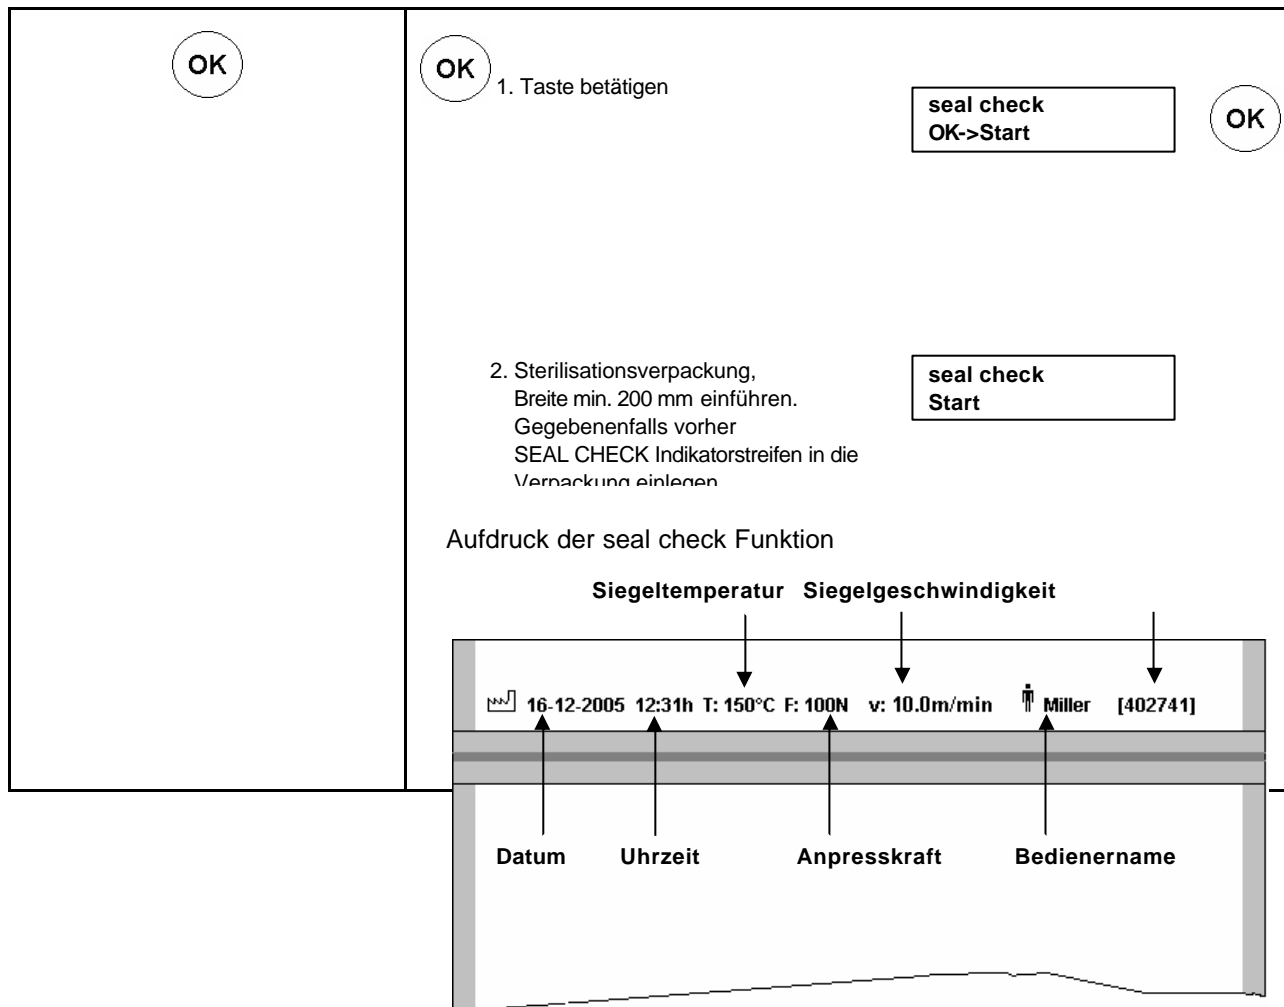 OK
OK
1. Taste betätigen
seal check
OK->Start
OK
2. Sterilisationsverpackung,
Breite min. 200 mm einführen.
Gegebenenfalls vorher
SEAL CHECK Indikatorstreifen in die
Verpackung einlegen
seal check
Start
Aufdruck der seal check Funktion
Siegeltemperatur Siegelgeschwindigkeit
16-12-2005 12:31h T: 150°C F: 100N v: 10.0m/min Miller [402741]
Datum Uhrzeit Anpresskraft Bedienername